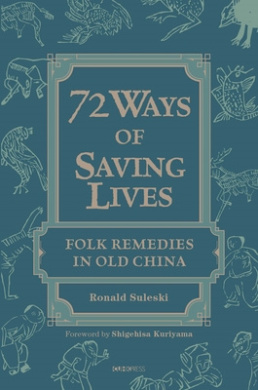 72 WAYS
OF
SAVING
LIVES
FOLK REMEDIES
IN OLD CHINA
Ronald Suleski
Foreword by Shigehisa Kuriyama